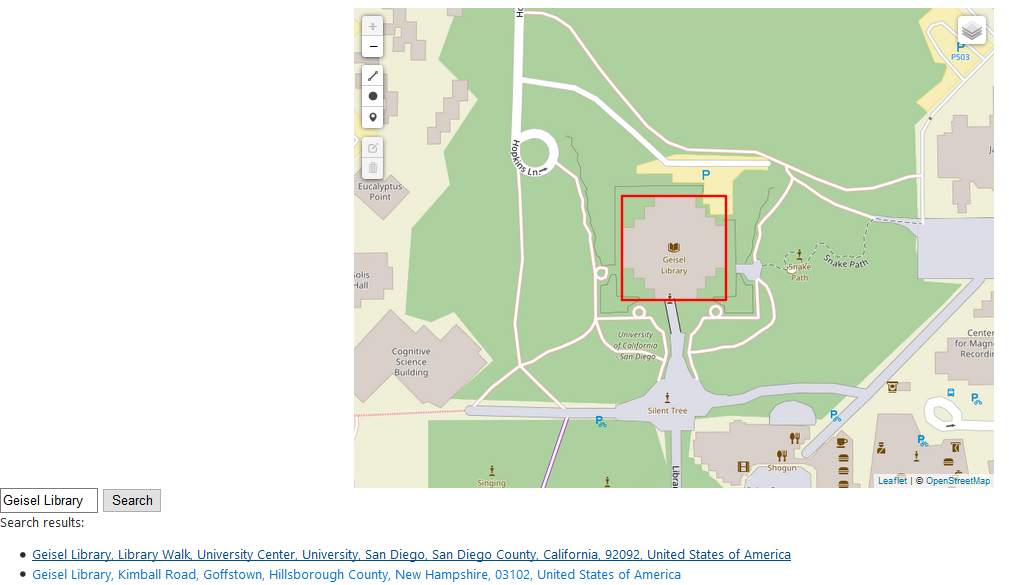 H
+
−
P
P503
Hopkins Ln.
P
Eucalyptus
Point
Geisel
Library
Solis
Hall
Snake
Path
Snake Path
University
of California
- San Diego
Cognitive
Science
Building
Center
for Magne
Recordin
Silent Tree
P
P
P
P
Shogun
Singing
Librar
Leaflet | © OpenStreetMap
Geisel Library
Search
Search results:
Geisel Library, Library Walk, University Center, University, San Diego, San Diego County, California, 92092, United States of America
Geisel Library, Kimball Road, Goffstown, Hillsborough County, New Hampshire, 03102, United States of America